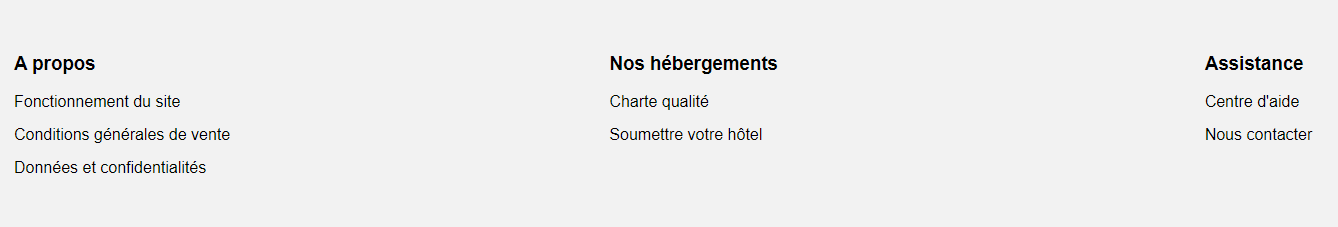 A propos
Fonctionnement du site
Conditions générales de vente
Données et confidentialités
Nos hébergements
Charte qualité
Soumettre votre hôtel
Assistance
Centre d'aide
Nous contacter